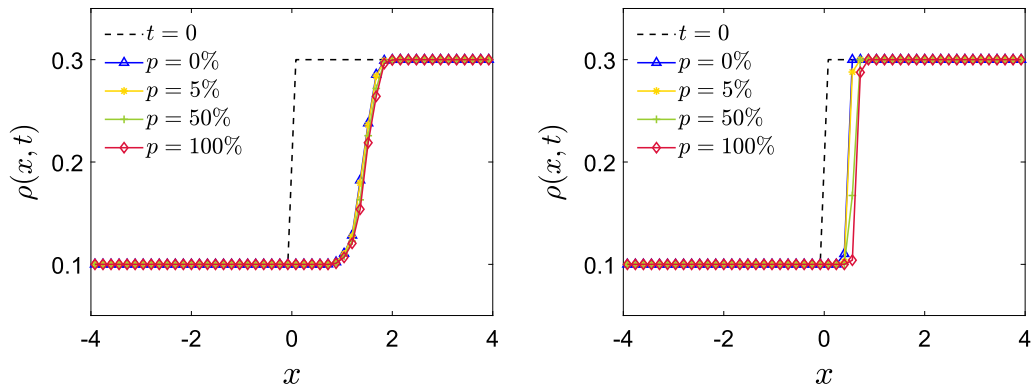 t = 0
p = 0%
p = 5%
p = 50%
p = 100%
0.3
0.2
0.1
ρ(x, t)
-4 -2 0 2 4
x
t = 0
p = 0%
p = 5%
p = 50%
p = 100%
0.3
0.2
0.1
ρ(x, t)
-4 -2 0 2 4
x